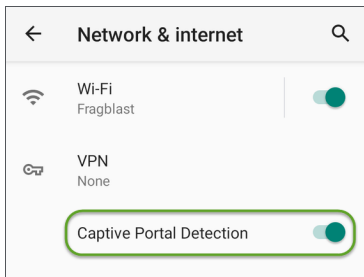 Network & internet
Wi-Fi
Fragblast
VPN
None
Captive Portal Detection